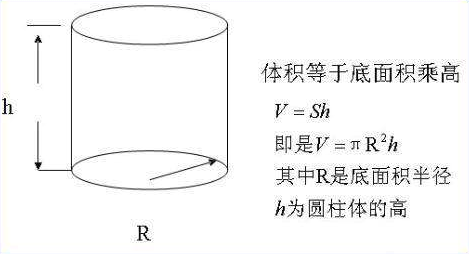 h
R
体积等于底面积乘高
V = Sh
即是V = π R²h
其中R是底面积半径
h为圆柱体的高